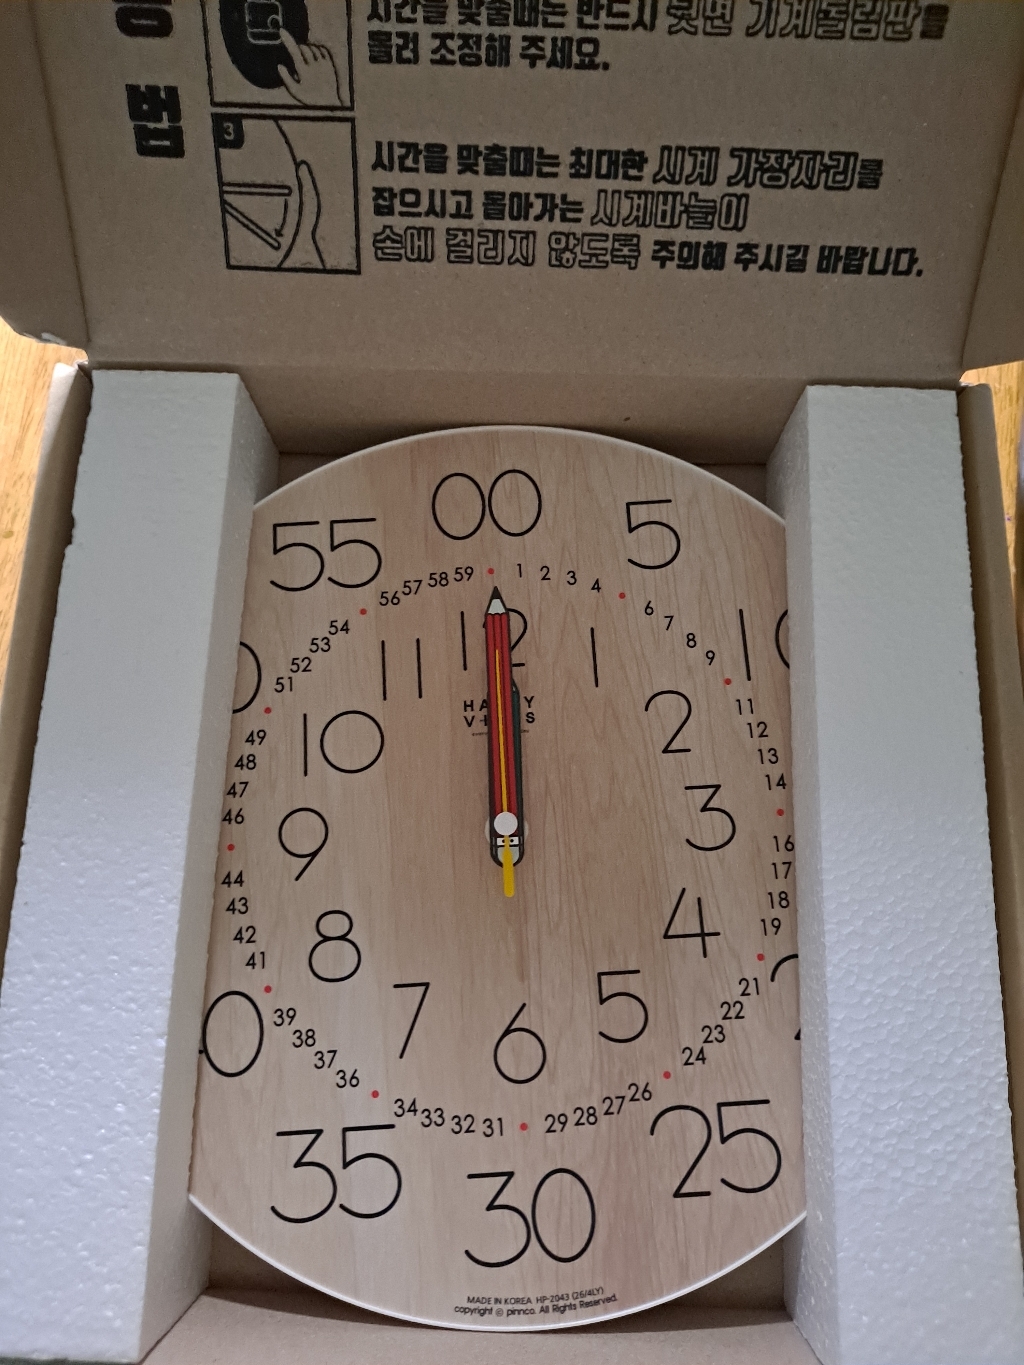 용
법
시간을 맞출때는 반드시 뒷면 기계돌림판을
돌려 조정해 주세요.
3
시간을 맞출때는 최대한 시계 가장자리를
잡으시고 돌아가는 시계바늘이
손에 걸리지 않도록 주의해 주시길 바랍니다.
00
55
5
59 1 2 3 4
56 57 58
6 7 8 9
54 53 52 51
12
11
1
10
2
11 12 13 14
49 48 47 46
3
9
16 17 18 19
44 43 42 41
4
8
5
7
6
21 22 23 24
39 38 37 36
26 27 28 29
34 33 32 31
35
30
25
MADE IN KOREA HP-2043 (26/4LY)
copyright © pinnco. All Rights Reserved.